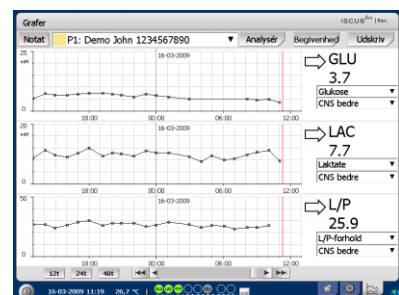 Grafer
ISCUS
Notat P1: Demo John 1234567890 Analysér Begivenhed Udskriv
25
mM
16-03-2009
GLU
3.7
Glukose
CNS bedre
0
18:00 00:00 06:00 12:00
20
mM
16-03-2009
LAC
7.7
Laktate
CNS bedre
0
18:00 00:00 06:00 12:00
50
16-03-2009
L/P
25.9
L/P-forhold
CNS bedre
0
18:00 00:00 06:00 12:00
12t 24t 48t
16-03-2009 11:19 26,7 °C